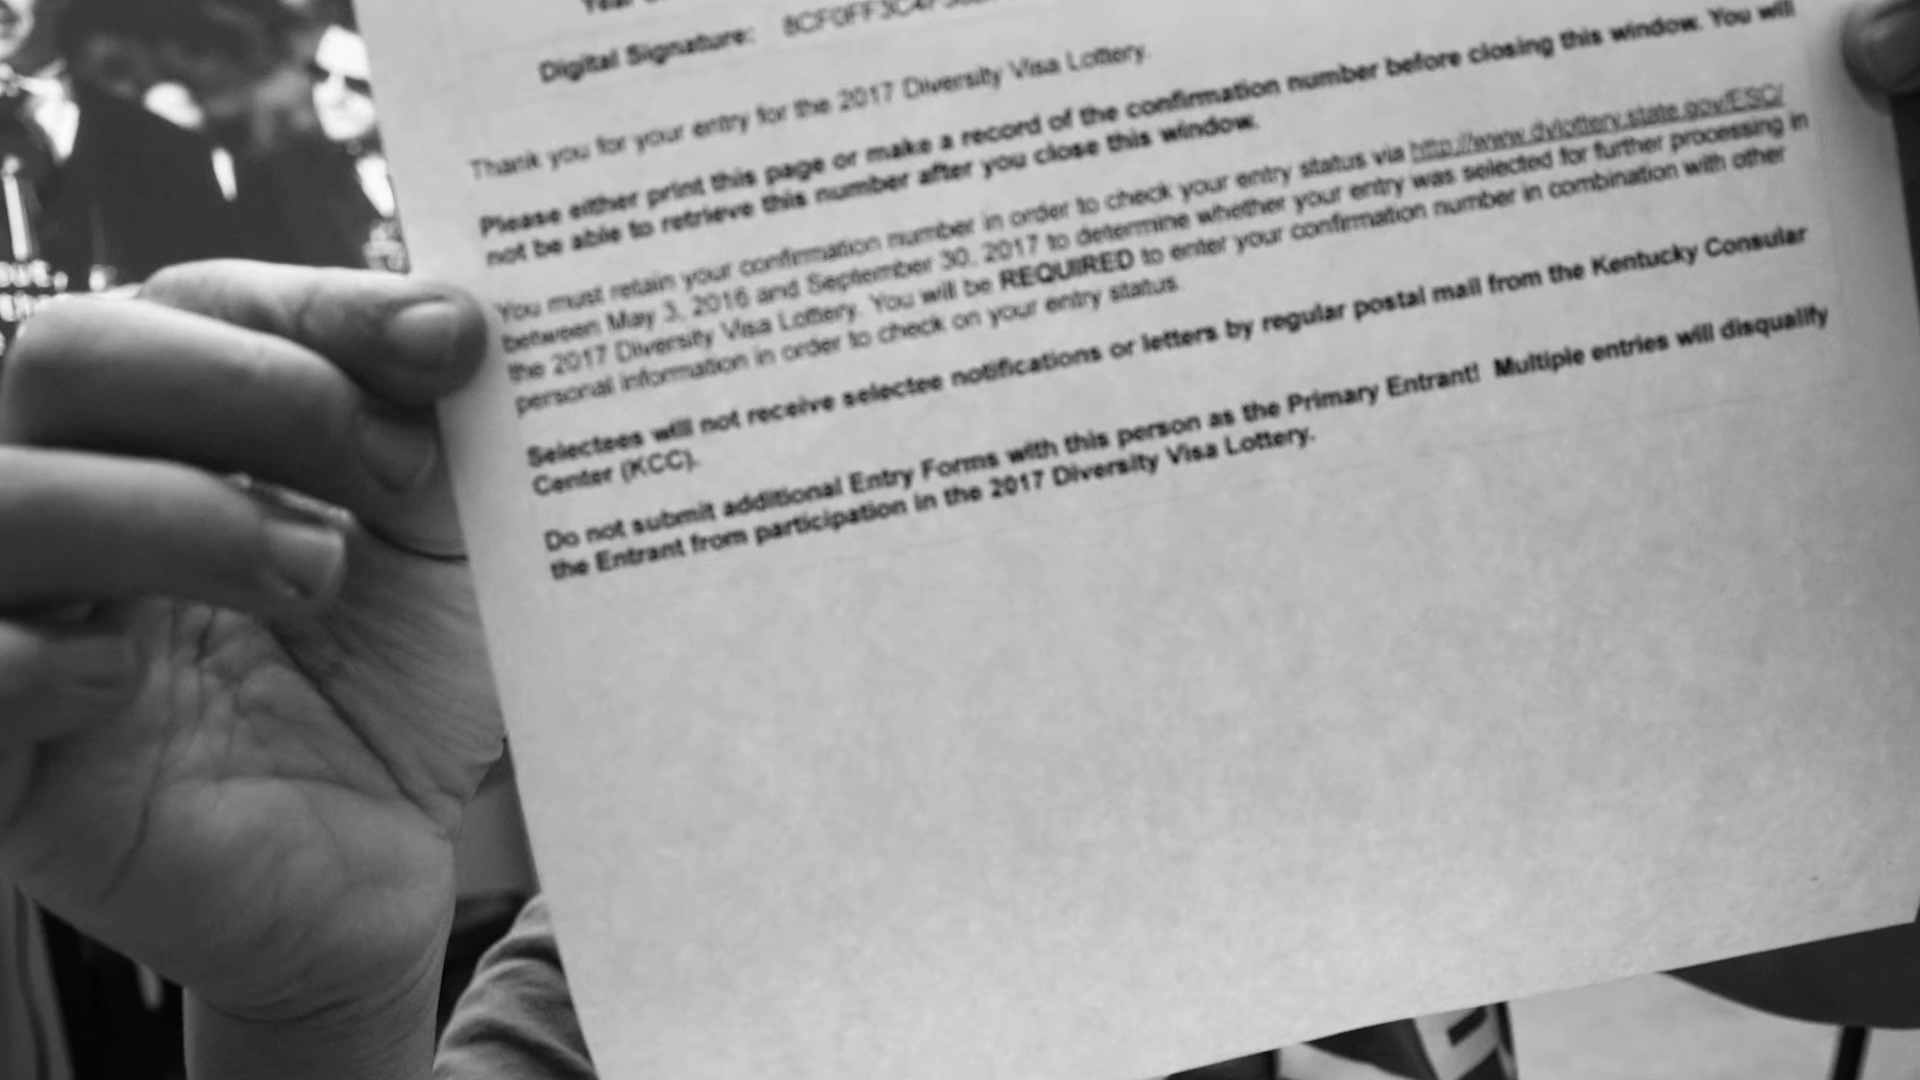 Year
Digital Signature: 8CF0FF3C4F
Thank you for your entry for the 2017 Diversity Visa Lottery.
Please either print this page or make a record of the confirmation number before closing this window. You will
not be able to retrieve this number after you close this window.
You must retain your confirmation number in order to check your entry status via http://www.dvlottery.state.gov/ESC/
between May 3, 2016 and September 30, 2017 to determine whether your entry was selected for further processing in
the 2017 Diversity Visa Lottery. You will be REQUIRED to enter your confirmation number in combination with other
personal information in order to check on your entry status.
Selectees will not receive selectee notifications or letters by regular postal mail from the Kentucky Consular
Center (KCC).
Do not submit additional Entry Forms with this person as the Primary Entrant! Multiple entries will disqualify
the Entrant from participation in the 2017 Diversity Visa Lottery.